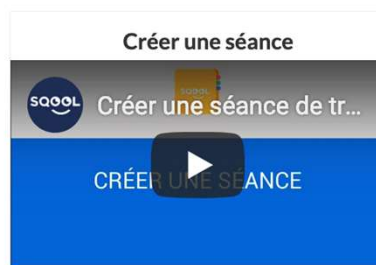 Créer une séance
SQOOL
Créer une séance de tr...
CRÉER UNE SÉANCE